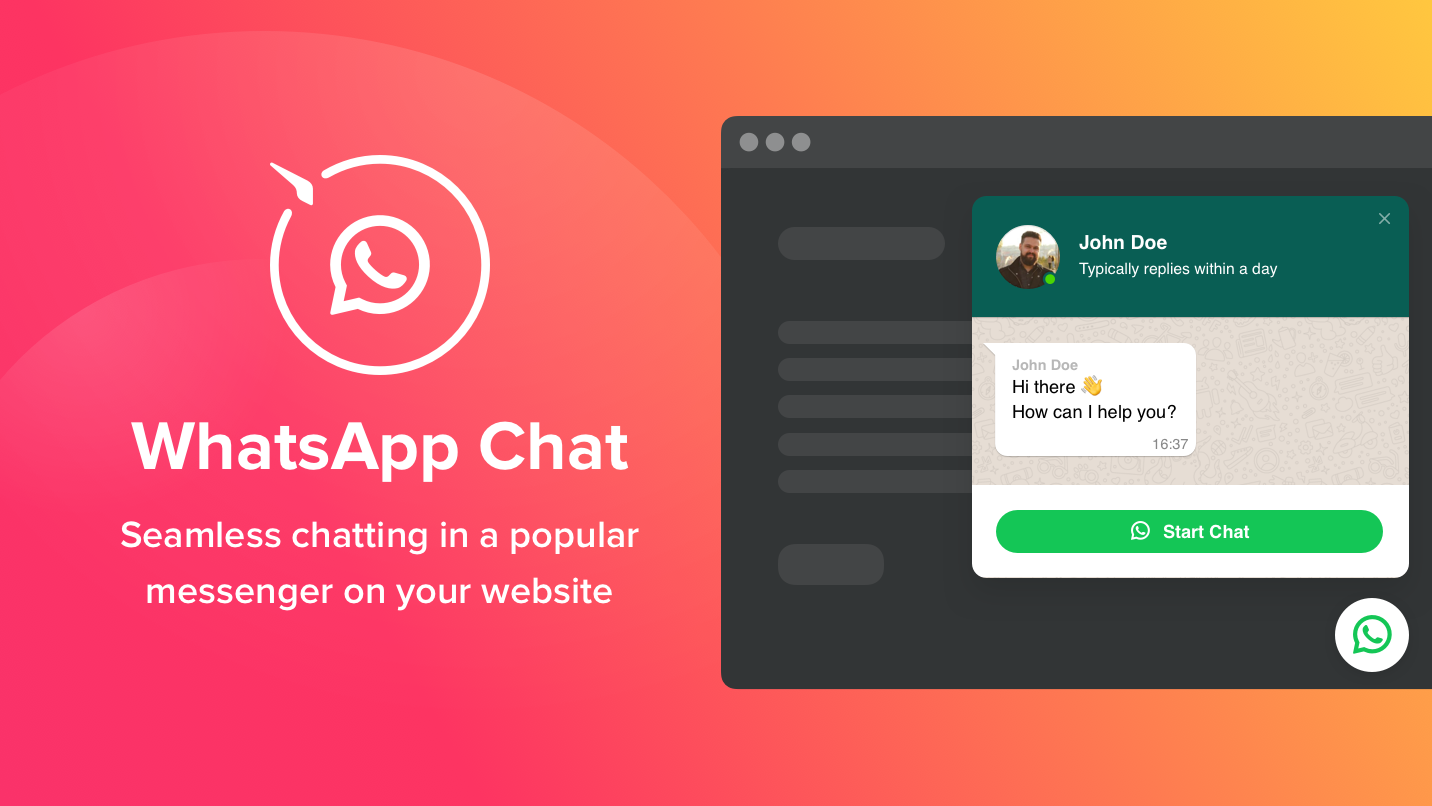 WhatsApp Chat
Seamless chatting in a popular
messenger on your website
John Doe
Typically replies within a day
John Doe
Hi there 👋
How can I help you?
16:37
Start Chat